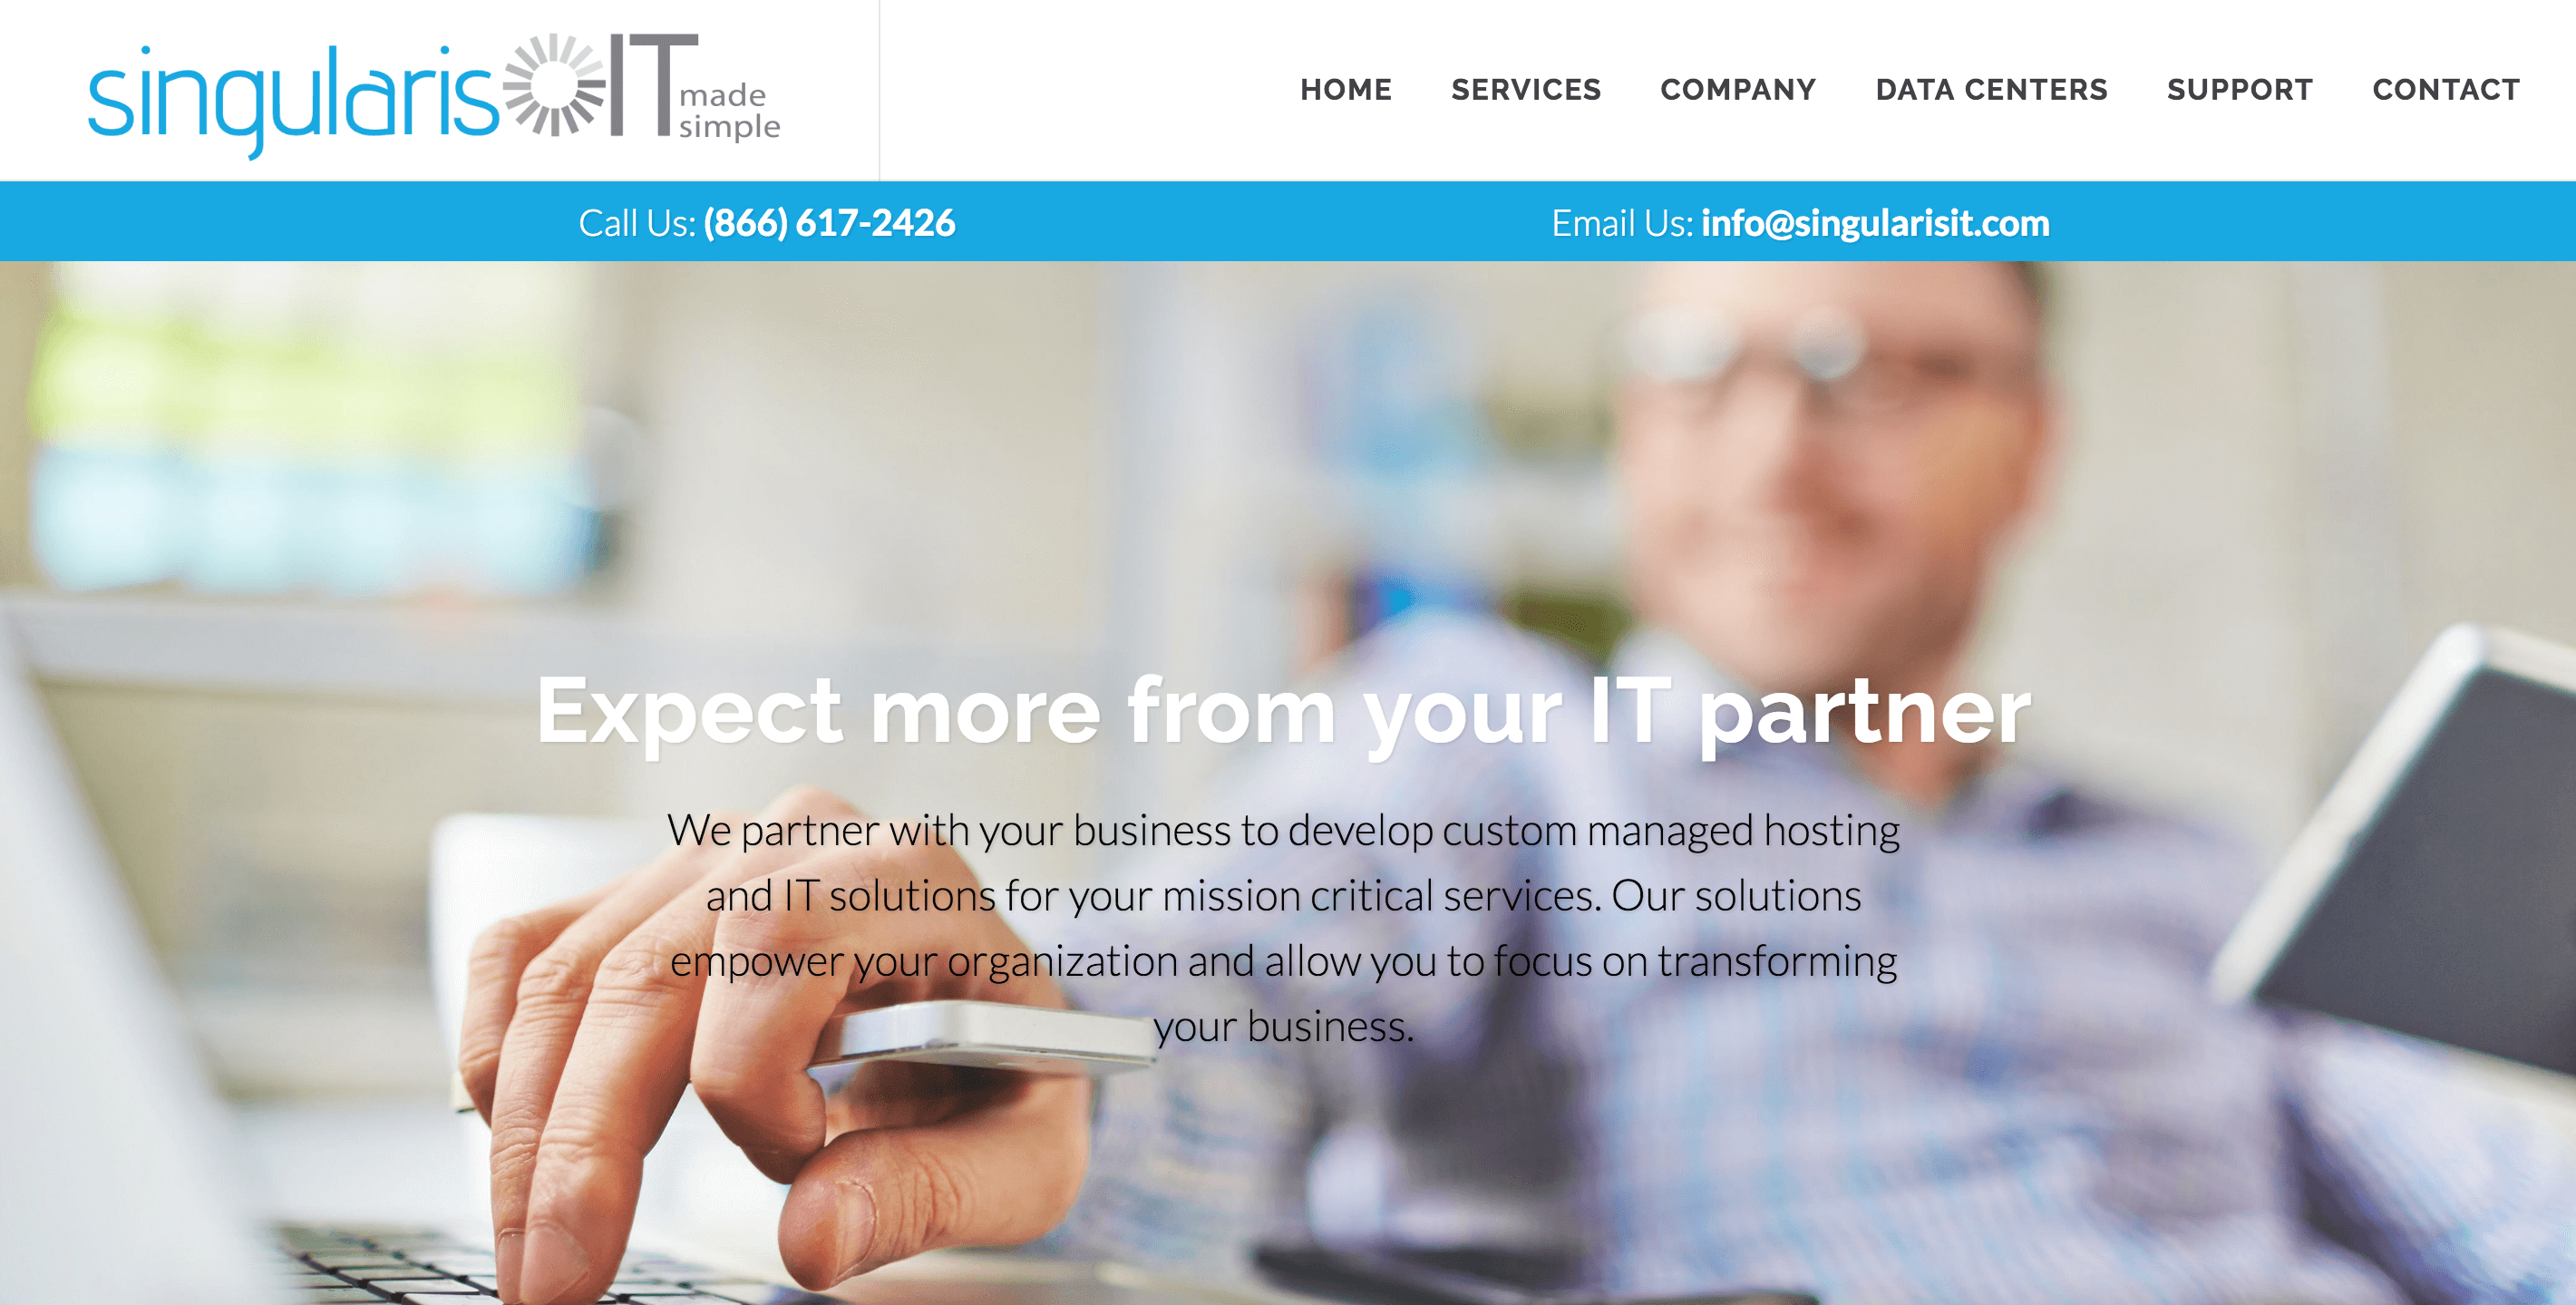 singularis IT made simple
HOME SERVICES COMPANY DATA CENTERS SUPPORT CONTACT
Call Us: (866) 617-2426 Email Us: info@singularisit.com
Expect more from your IT partner
We partner with your business to develop custom managed hosting
and IT solutions for your mission critical services. Our solutions
empower your organization and allow you to focus on transforming
your business.